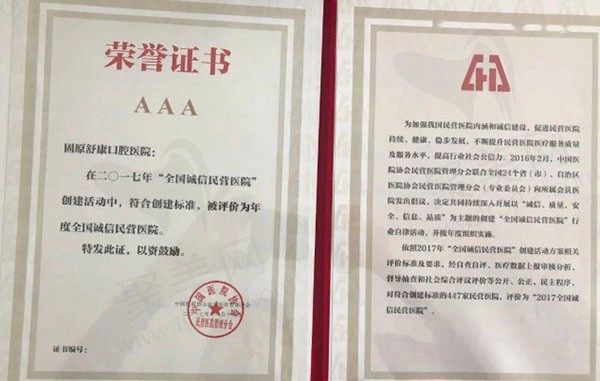 荣誉证书
AAA
固原舒康口腔医院：
在二〇一七年“全国诚信民营医院”
创建活动中，符合创建标准，被评价为年
度全国诚信民营医院。
特发此证，以资鼓励。
中国医院协会
民营医院管理分会
证书编号：
为加强我国民营医院内涵和诚信建设，促进民营医院
持续、健康、稳步发展，不断提升民营医院医疗服务质量
及服务水平，提高行业社会公信力。2016年2月，中国医
院协会民营医院管理分会联合全国24个省（市）、自治区
医院协会民营医院管理分会（专业委员会）向所属会员医
院发出倡议，决定共同持续深入开展以“诚信、质量、安
全、信息、品质”为主题的创建“全国诚信民营医院”行
业自律活动，并按年度组织实施。
依照2017年“全国诚信民营医院”创建活动方案相关
评价标准及要求，经自查自评、医疗数据上报审核分析、
督导抽查和社会综合评议评价等公开、公正、民主程序，
对符合创建标准的447家民营医院，评价为“2017全国诚
信民营医院”。